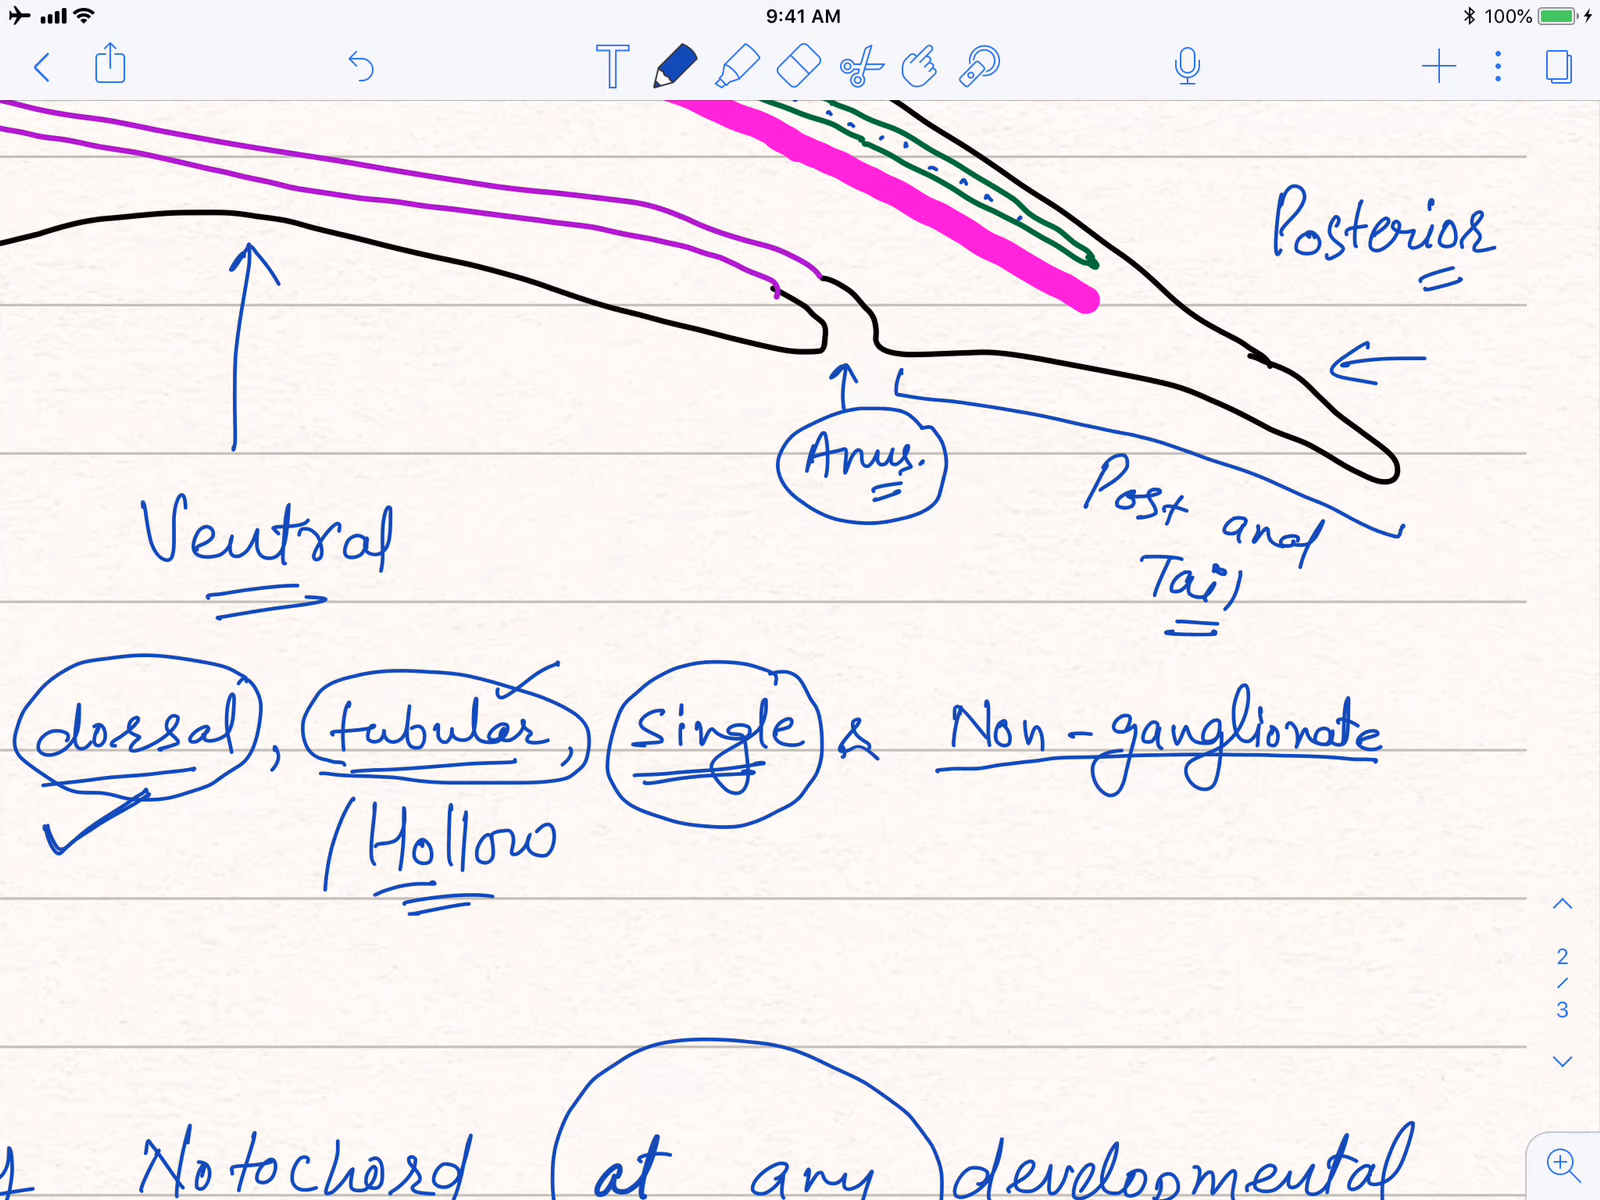 9:41 AM
100%
T
Posterior
Anus.
Post anal
Tail
Ventral
dorsal, tubular, single & Non-ganglionate
/Hollow
2
/
3
Notochord at any developmental